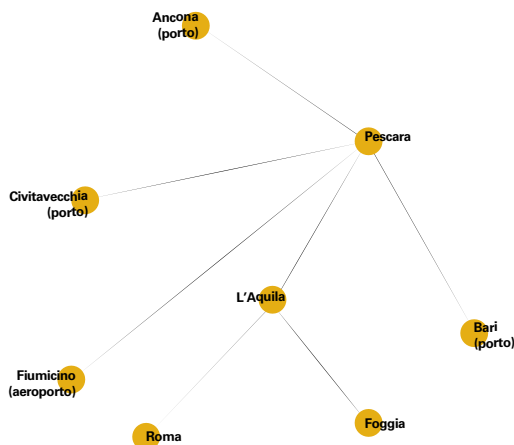 Ancona
(porto)
Pescara
Civitavecchia
(porto)
L'Aquila
Bari
(porto)
Fiumicino
(aeroporto)
Foggia
Roma